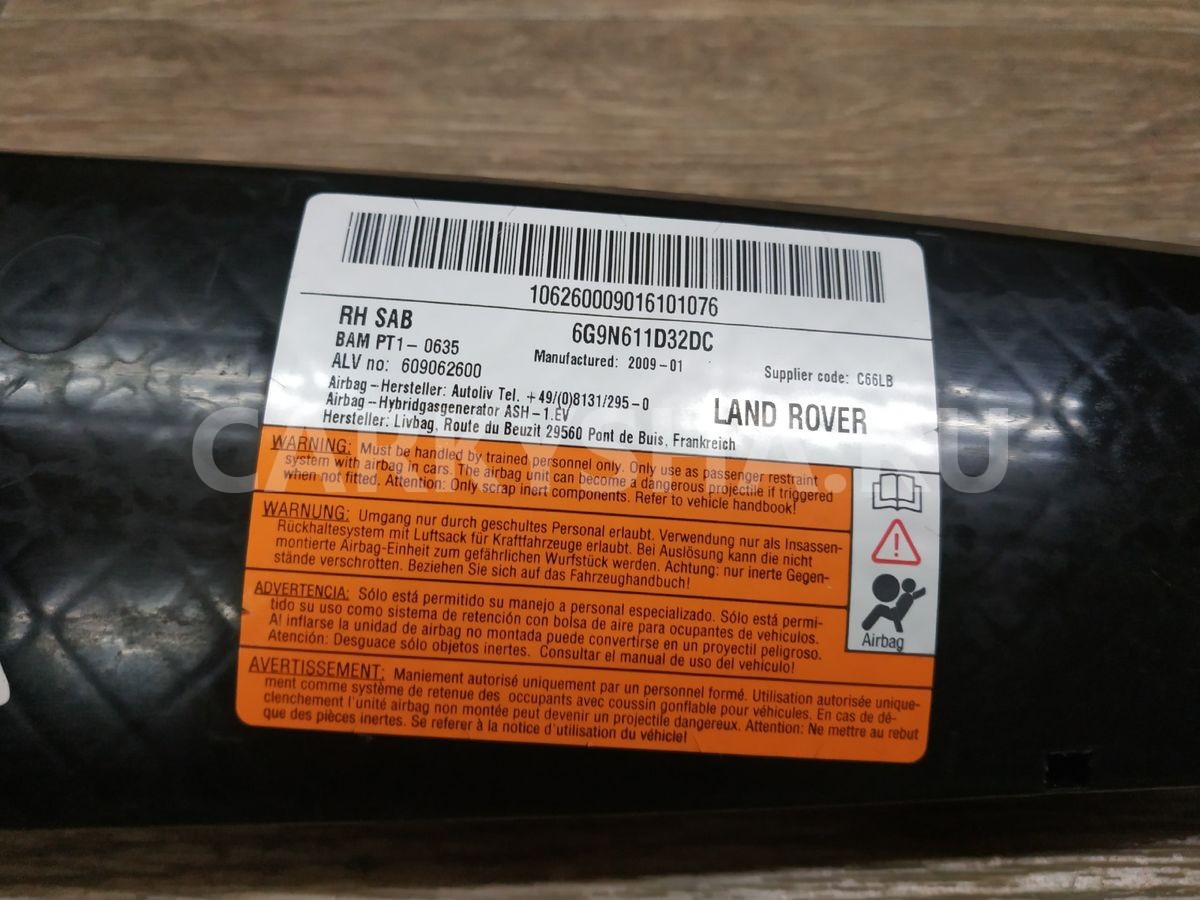 106260009016101076
RH SAB
6G9N611D32DC
BAM PT1- 0635
Manufactured: 2009-01
ALV no: 609062600
Supplier code: C66LB
Airbag-Hersteller: Autoliv Tel. +49/(0)8131/295-0
Airbag-Hybridgasgenerator ASH-1.EV
LAND ROVER
Hersteller: Livbag, Route du Beuzit 29560 Pont de Buis, Frankreich
CARKYSHA.RU
WARNING: Must be handled by trained personnel only. Only use as passenger restraint
system with airbag in cars. The airbag unit can become a dangerous projectile if triggered
when not fitted, Attention: Only scrap inert components. Refer to vehicle handbook!
WARNUNG: Umgang nur durch geschultes Personal erlaubt. Verwendung nur als Insassen-
Rückhaltesystem mit Luftsack für Kraftfahrzeuge erlaubt. Bei Auslösung kann die nicht
montierte Airbag-Einheit zum gefährlichen Wurfstück werden. Achtung: nur inerte Gegen-
stände verschrotten. Beziehen Sie sich auf das Fahrzeughandbuch!
ADVERTENCIA: Sólo está permitido su manejo a personal especializado. Sólo está permi-
tido su uso como sistema de retención con bolsa de aire para ocupantes de vehículos.
Al inflarse la unidad de airbag no montada puede convertirse en un proyectil peligroso.
Atención: Desguace sólo objetos inertes. Consultar el manual de uso del vehículo!
Airbag
AVERTISSEMENT: Maniement autorisé uniquement par un personnel formé. Utilisation autorisée unique-
ment comme système de retenue des occupants avec coussin gonflable pour véhicules. En cas de dé-
clenchement l'unité airbag non montée peut devenir un projectile dangereux. Attention: Ne mettre au rebut
que des pièces inertes. Se referer à la notice d'utilisation du véhicle!